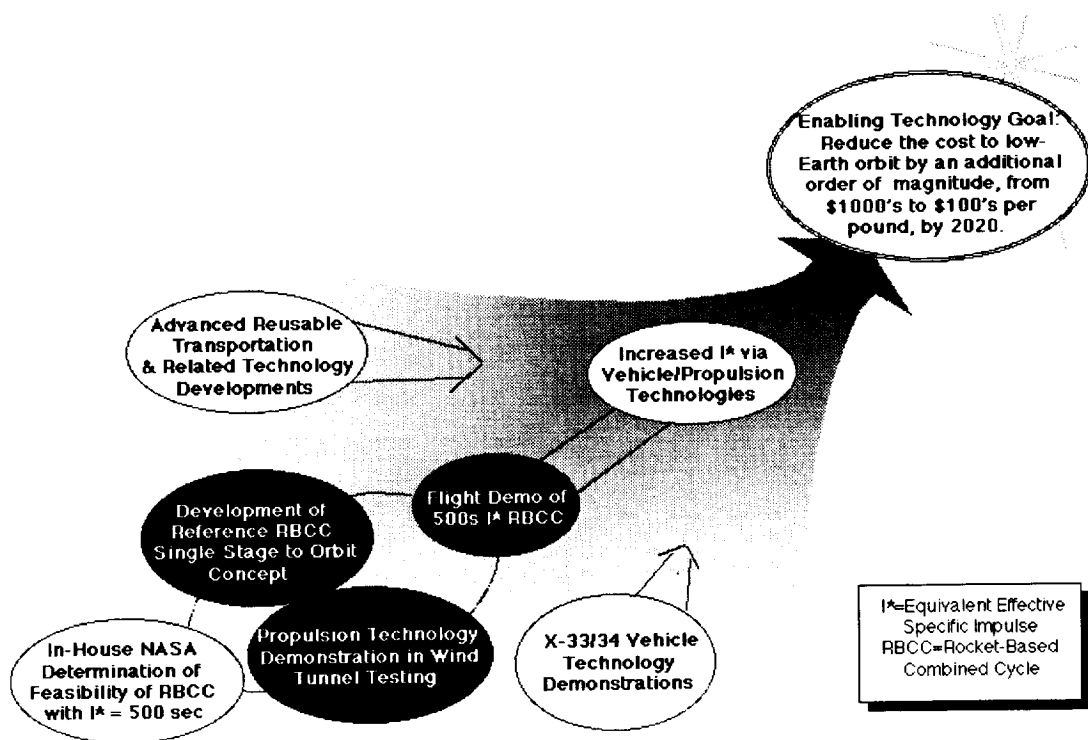 Enabling Technology Goal:
Reduce the cost to low-
Earth orbit by an additional
order of magnitude, from
$1000's to $100's per
pound, by 2020.
Advanced Reusable
Transportation
& Related Technology
Developments
Increased I* via
Vehicle/Propulsion
Technologies
Development of
Reference RBCC
Single Stage to Orbit
Concept
Flight Demo of
500s I* RBCC
In-House NASA
Determination of
Feasibility of RBCC
with I* = 500 sec
Propulsion Technology
Demonstration in Wind
Tunnel Testing
X-33/34 Vehicle
Technology
Demonstrations
I*=Equivalent Effective
Specific Impulse
RBCC=Rocket-Based
Combined Cycle